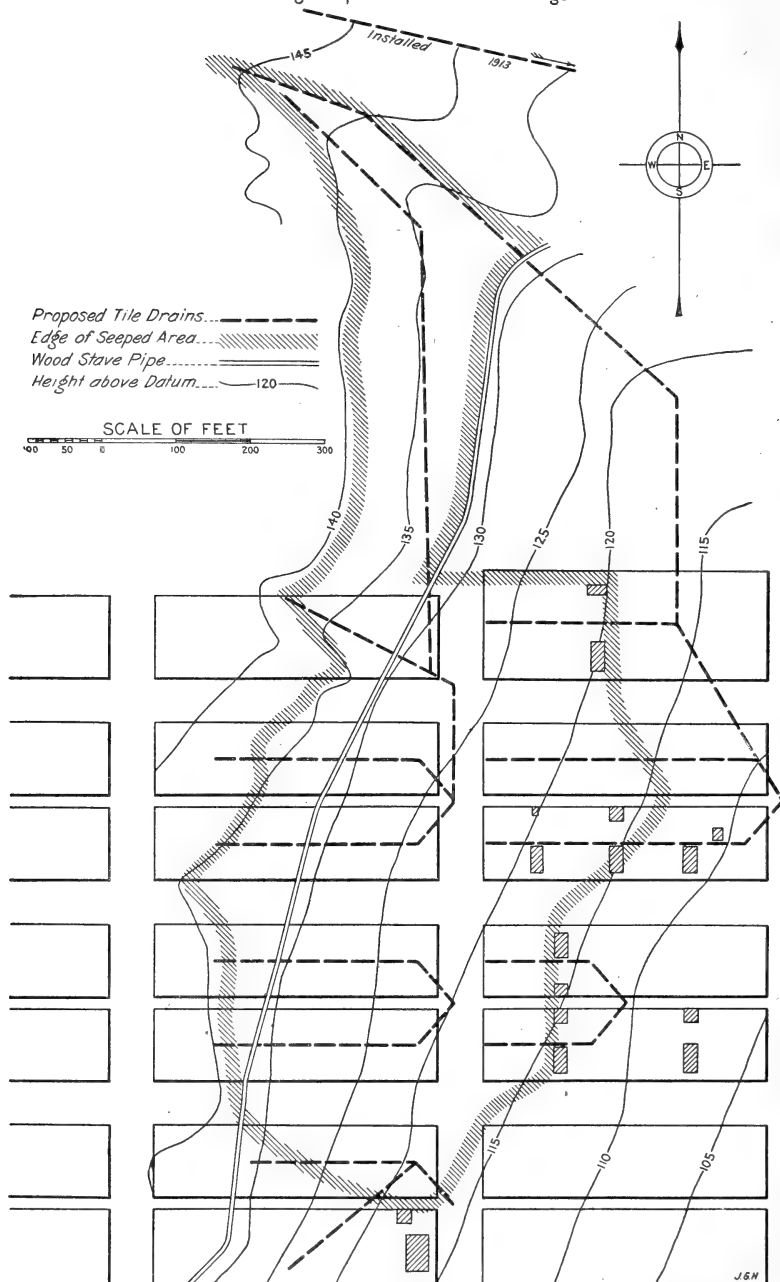 Installed 1913
145
N
W E
S
Proposed Tile Drains
Edge of Seeped Area
Wood Stave Pipe
Height above Datum 120
SCALE OF FEET
100 50 0 100 200 300
140
135
130
125
120
115
115
110
105
J.G.H